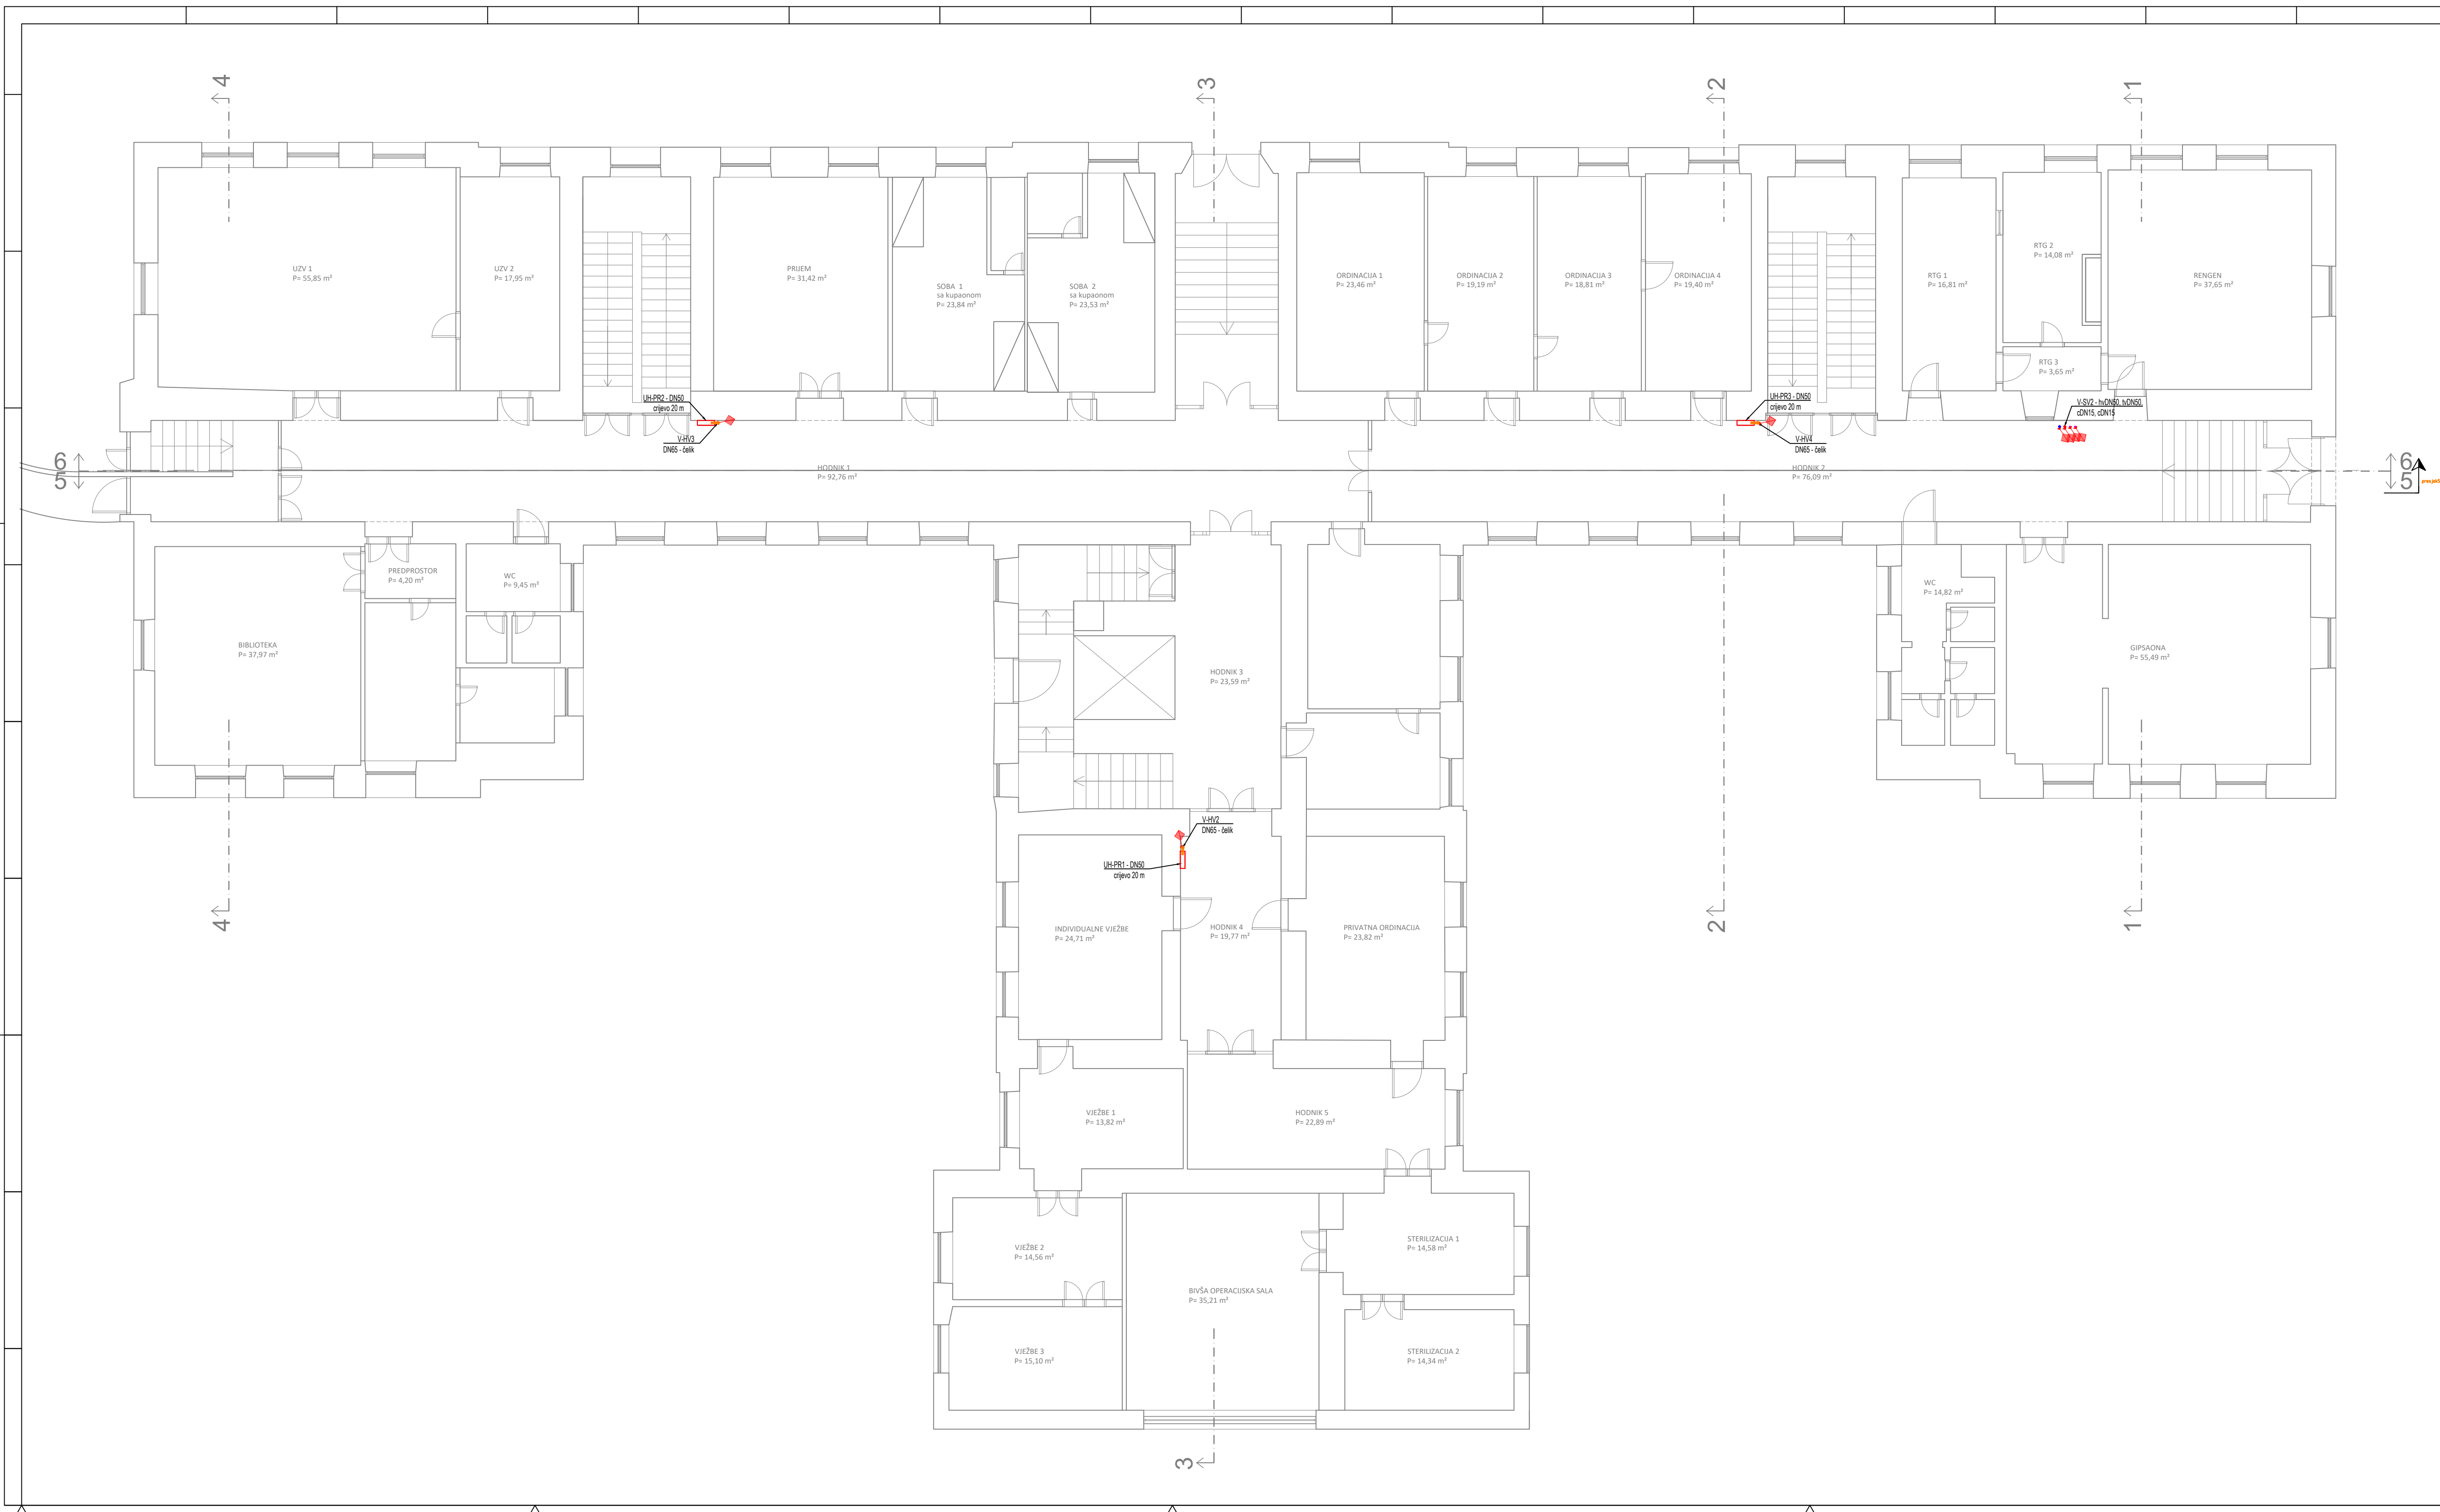 4
3
2
1
UZV 1
P= 55,85 m²
UZV 2
P= 17,95 m²
PRIJEM
P= 31,42 m²
SOBA 1
sa kupaonom
P= 23,84 m²
SOBA 2
sa kupaonom
P= 23,53 m²
ORDINACIJA 1
P= 23,46 m²
ORDINACIJA 2
P= 19,19 m²
ORDINACIJA 3
P= 18,81 m²
ORDINACIJA 4
P= 19,40 m²
RTG 1
P= 16,81 m²
RTG 2
P= 14,08 m²
RENGEN
P= 37,65 m²
RTG 3
P= 3,65 m²
UH-PR2 - DN50
crijevo 20 m
V-HV3
DN65 - čelik
UH-PR3 - DN50
crijevo 20 m
V-HV4
DN65 - čelik
V-SV2 - hvDN50, tvDN50,
cDN15, cDN15
6
5
HODNIK 1
P= 92,76 m²
HODNIK 2
P= 76,09 m²
6
5
PREDPROSTOR
P= 4,20 m²
WC
P= 9,45 m²
WC
P= 14,82 m²
BIBLIOTEKA
P= 37,97 m²
HODNIK 3
P= 23,59 m²
GIPSAONA
P= 55,49 m²
V-HV2
DN65 - čelik
UH-PR1 - DN50
crijevo 20 m
4
2
1
INDIVIDUALNE VJEŽBE
P= 24,71 m²
HODNIK 4
P= 19,77 m²
PRIVATNA ORDINACIJA
P= 23,82 m²
VJEŽBE 1
P= 13,82 m²
HODNIK 5
P= 22,89 m²
VJEŽBE 2
P= 14,56 m²
STERILIZACIJA 1
P= 14,58 m²
BIVŠA OPERACIJSKA SALA
P= 35,21 m²
VJEŽBE 3
P= 15,10 m²
STERILIZACIJA 2
P= 14,34 m²
3